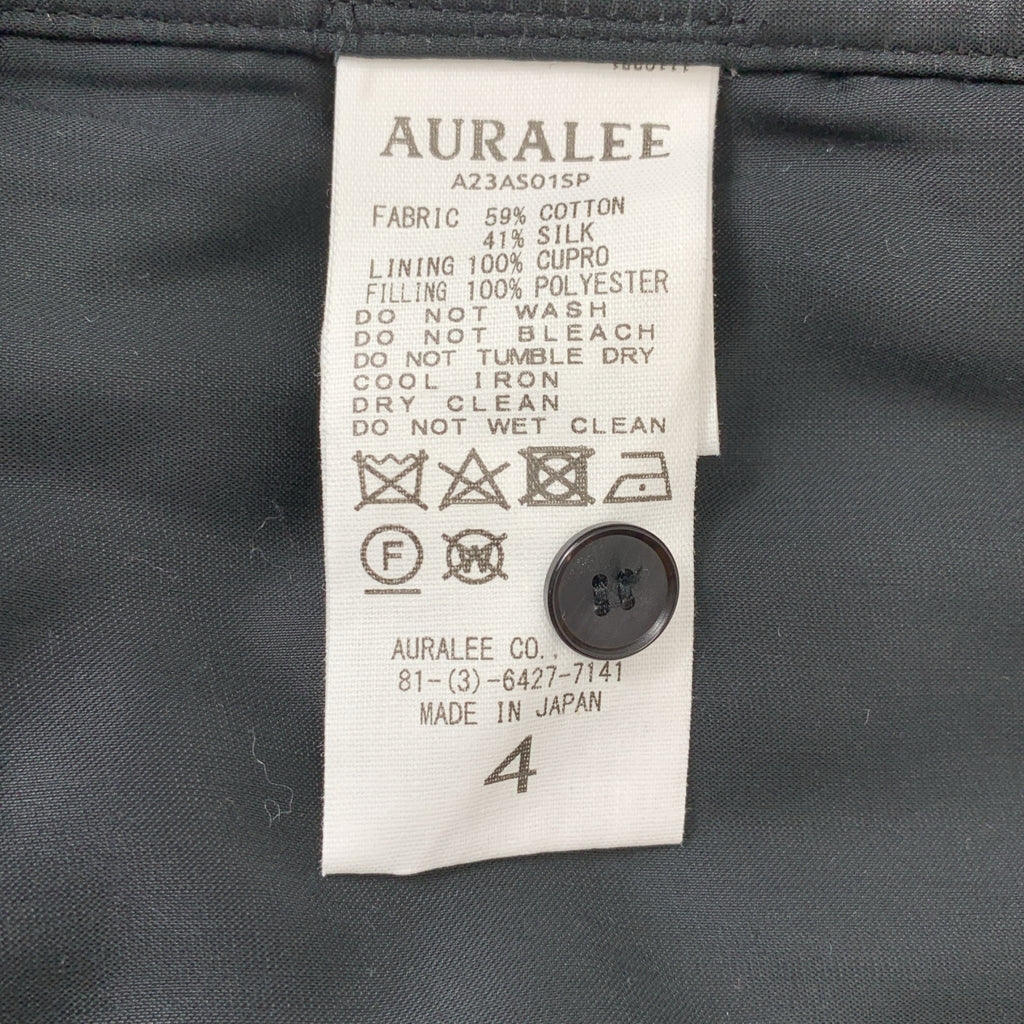 AURALEE
A23AS01SP
FABRIC 59% COTTON
41% SILK
LINING 100% CUPRO
FILLING 100% POLYESTER
DO NOT WASH
DO NOT BLEACH
DO NOT TUMBLE DRY
COOL IRON
DRY CLEAN
DO NOT WET CLEAN
F W
AURALEE CO.,
81-(3)-6427-7141
MADE IN JAPAN
4